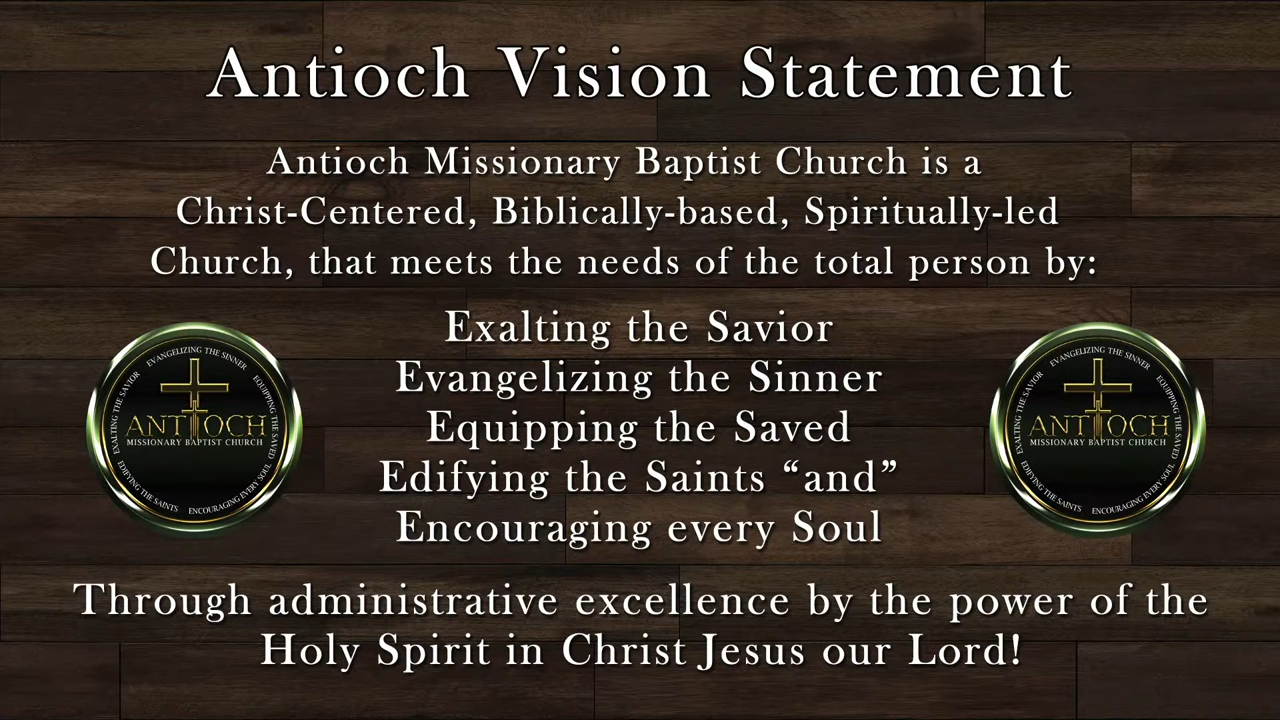 Antioch Vision Statement
Antioch Missionary Baptist Church is a
Christ-Centered, Biblically-based, Spiritually-led
Church, that meets the needs of the total person by:
Exalting the Savior
Evangelizing the Sinner
Equipping the Saved
Edifying the Saints “and”
Encouraging every Soul
EXALTING THE SAVIOR EVANGELIZING THE SINNER EQUIPPING THE SAVED
ANTIOCH
MISSIONARY BAPTIST CHURCH
EDIFYING THE SAINTS ENCOURAGING EVERY SOUL
EXALTING THE SAVIOR EVANGELIZING THE SINNER EQUIPPING THE SAVED
ANTIOCH
MISSIONARY BAPTIST CHURCH
EDIFYING THE SAINTS ENCOURAGING EVERY SOUL
Through administrative excellence by the power of the
Holy Spirit in Christ Jesus our Lord!